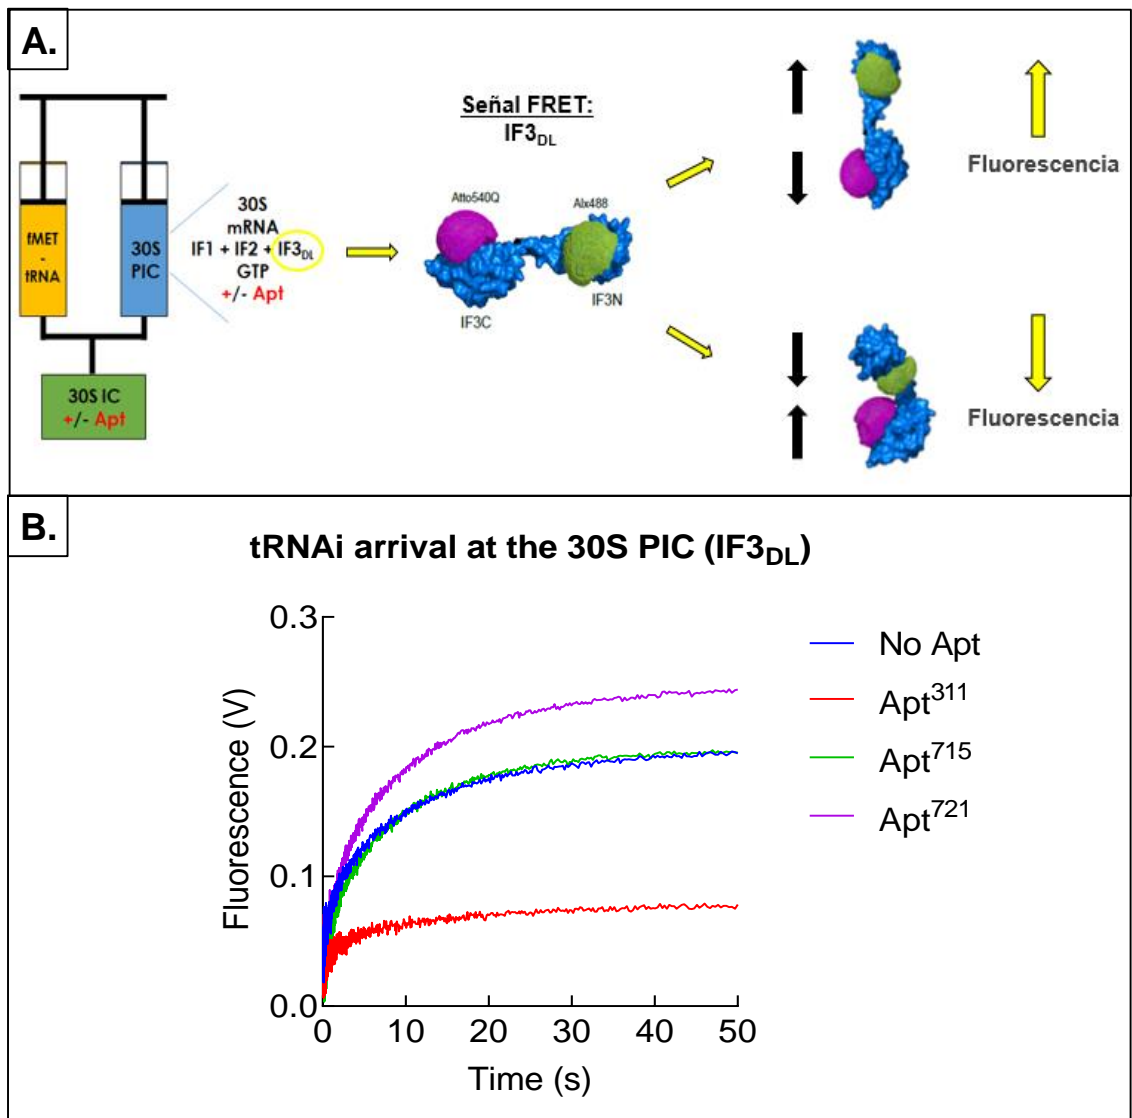 A.
fMET
-
tRNA
30S
PIC
30S
mRNA
IF1 + IF2 + IF3DL
GTP
+/- Apt
30S IC
+/- Apt
Señal FRET:
IF3DL
Atto540Q
Alx488
IF3C
IF3N
Fluorescencia
Fluorescencia
B.
tRNAi arrival at the 30S PIC (IF3DL)
Fluorescence (V)
0.3
0.2
0.1
0.0
0 10 20 30 40 50
Time (s)
No Apt
Apt311
Apt715
Apt721